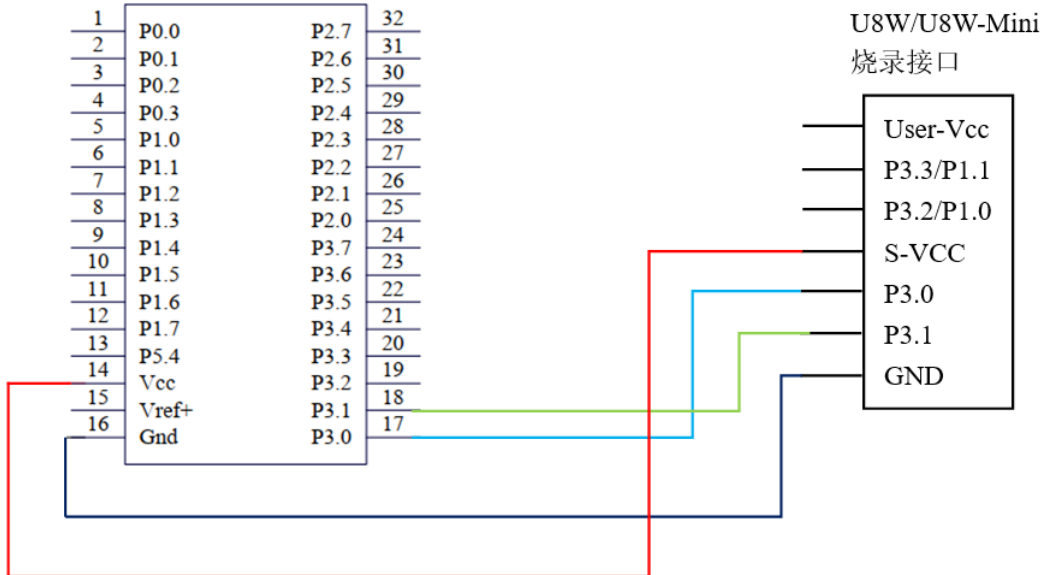 1 P0.0 P2.7 32
2 P0.1 P2.6 31
3 P0.2 P2.5 30
4 P0.3 P2.4 29
5 P1.0 P2.3 28
6 P1.1 P2.2 27
7 P1.2 P2.1 26
8 P1.3 P2.0 25
9 P1.4 P3.7 24
10 P1.5 P3.6 23
11 P1.6 P3.5 22
12 P1.7 P3.4 21
13 P5.4 P3.3 20
14 Vcc P3.2 19
15 Vref+ P3.1 18
16 Gnd P3.0 17
U8W/U8W-Mini
烧录接口
User-Vcc
P3.3/P1.1
P3.2/P1.0
S-VCC
P3.0
P3.1
GND